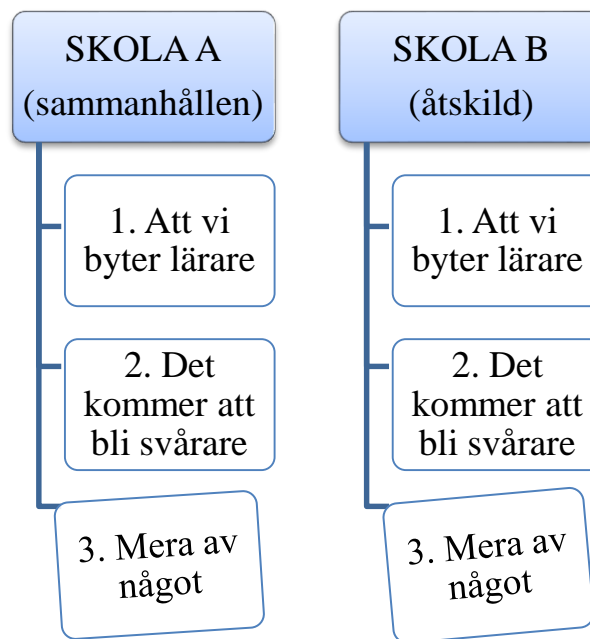 SKOLA A
(sammanhållen)
1. Att vi
byter lärare
2. Det
kommer att
bli svårare
3. Mera av
något
SKOLA B
(åtskild)
1. Att vi
byter lärare
2. Det
kommer att
bli svårare
3. Mera av
något